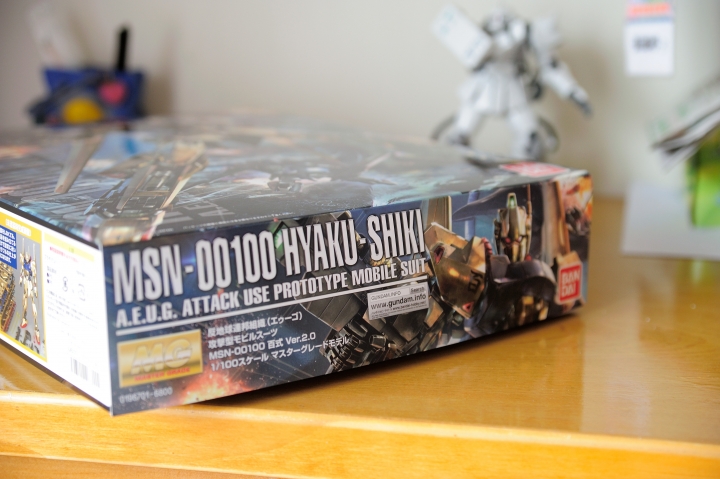 MSN-00100 HYAKU-SHIKI
A.E.U.G. ATTACK USE PROTOTYPE MOBILE SUIT
GUNDAM.INFO
www.gundam.info
BAN
DAI
MG
反地球連邦組織(エゥーゴ)
攻撃型モビルスーツ
MSN-00100 百式 Ver.2.0
1/100スケール マスターグレードモデル